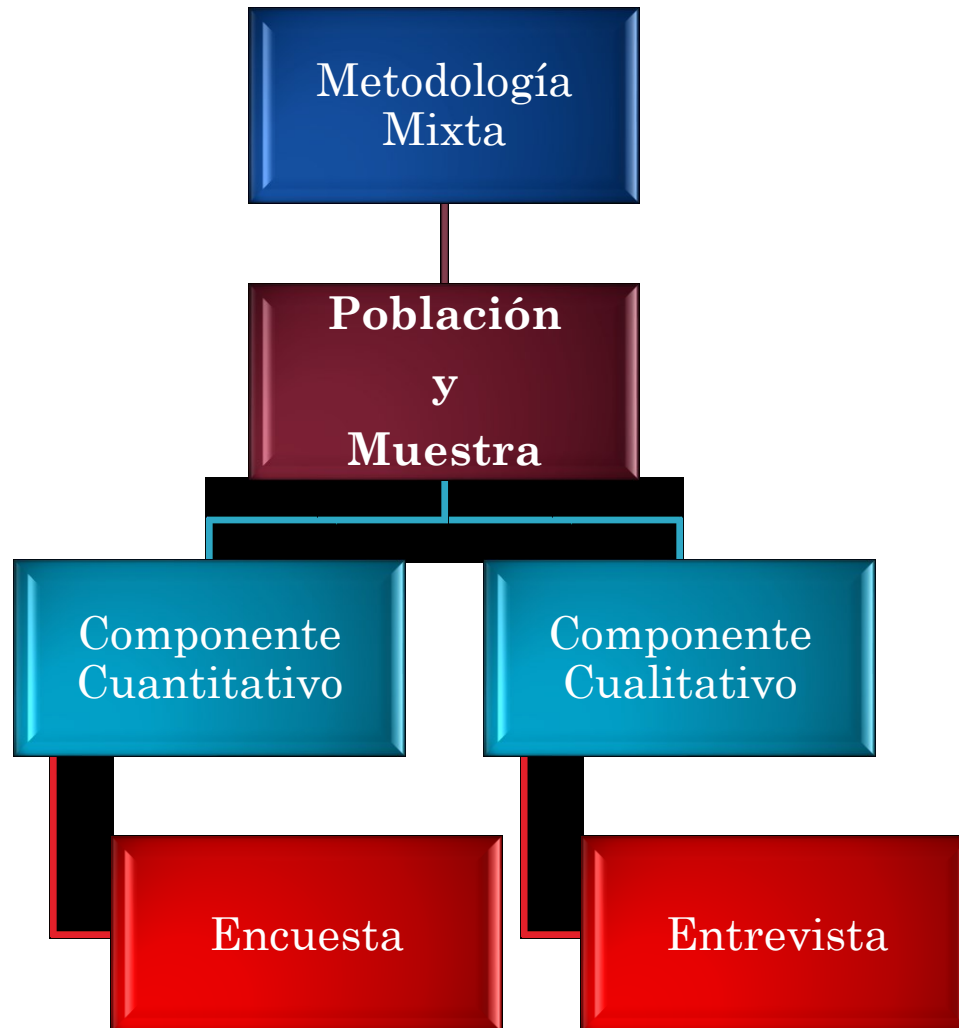 Metodología
Mixta
Población
y
Muestra
Componente
Cuantitativo
Componente
Cualitativo
Encuesta
Entrevista